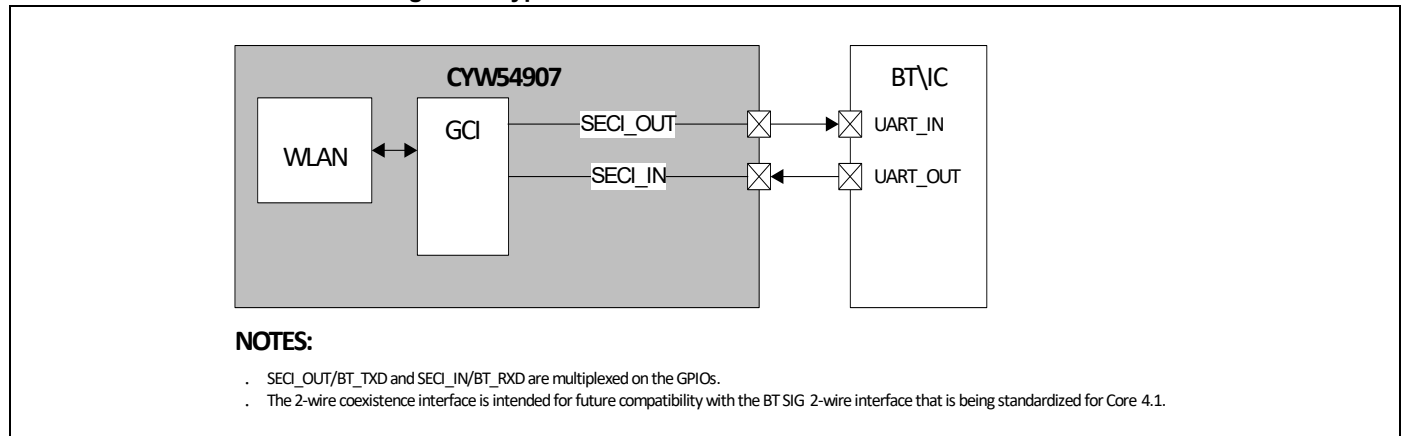 CYW54907
BT\IC
WLAN
GCI
SECI_OUT
UART_IN
SECI_IN
UART_OUT
NOTES:
. SECI_OUT/BT_TXD and SECI_IN/BT_RXD are multiplexed on the GPIOs.
. The 2-wire coexistence interface is intended for future compatibility with the BT SIG 2-wire interface that is being standardized for Core 4.1.